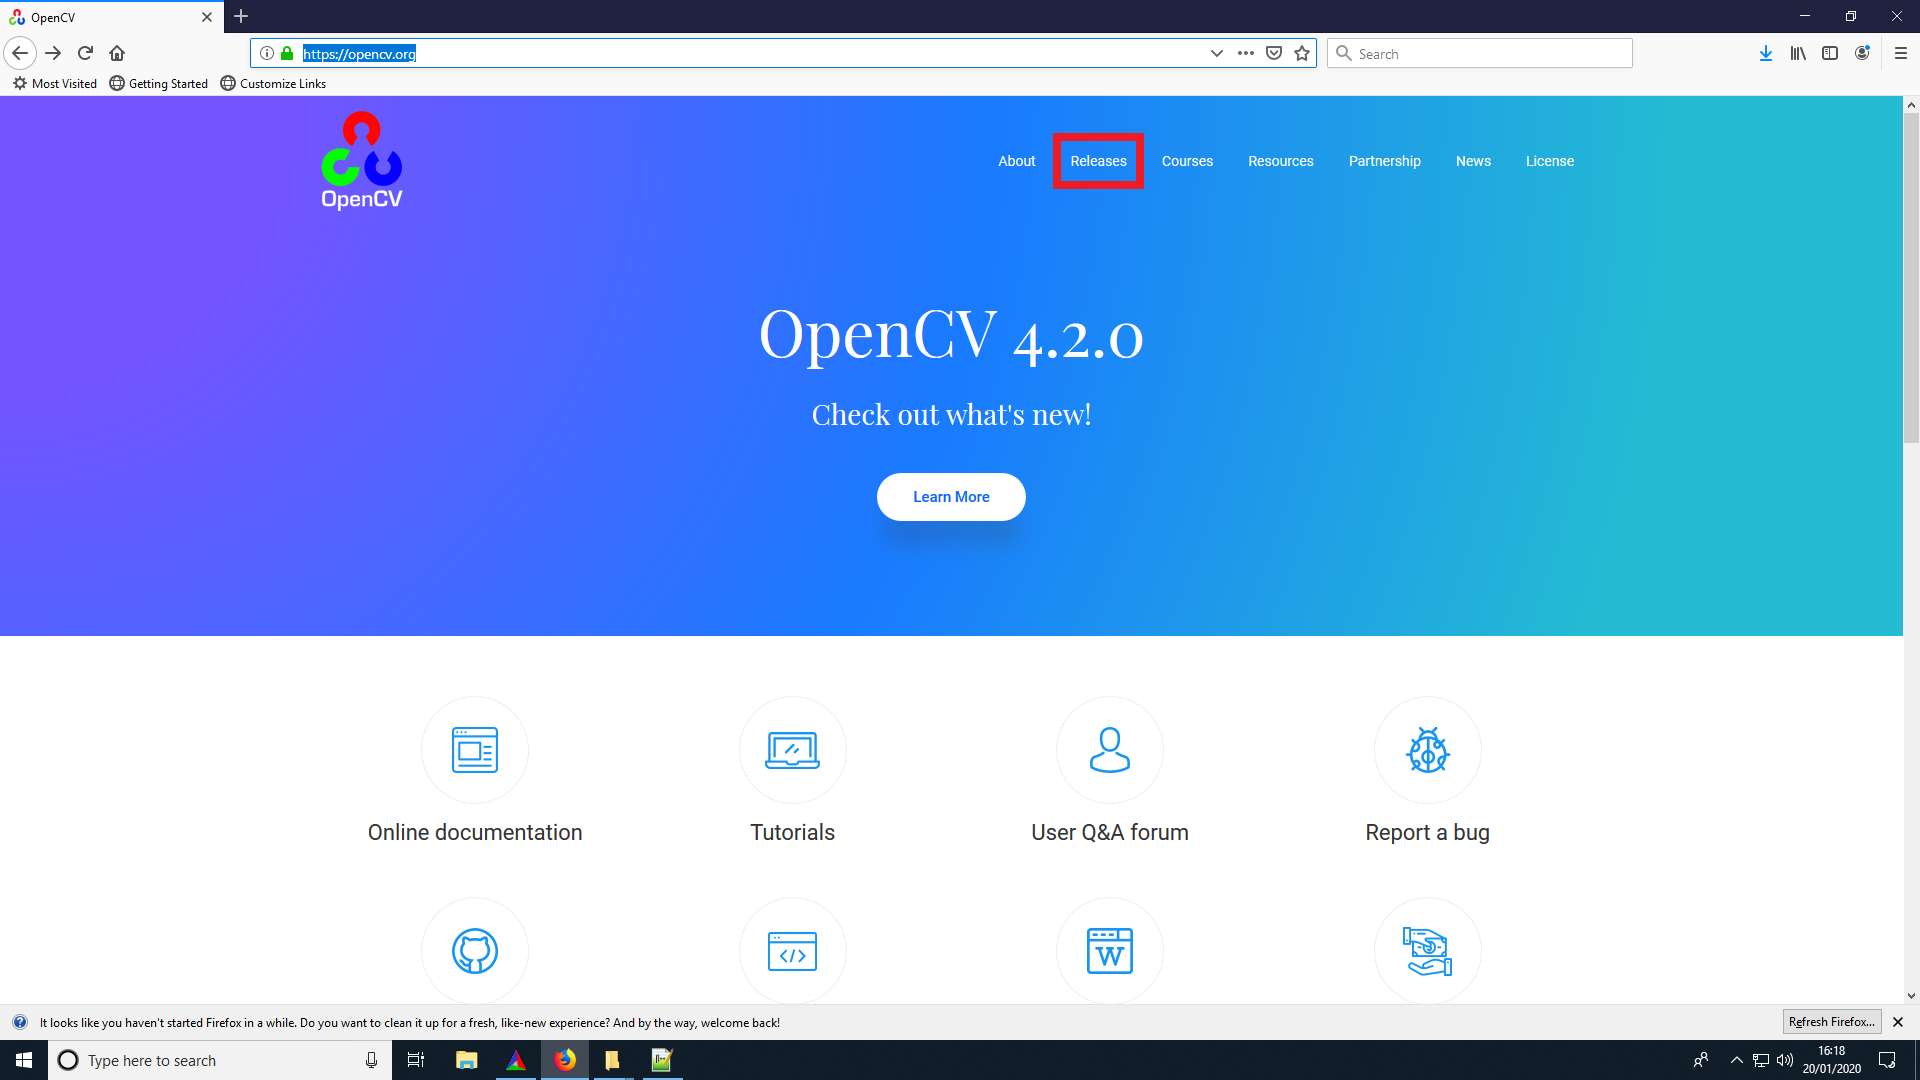 OpenCV
https://opencv.org
Search
Most Visited
Getting Started
Customize Links
OpenCV
About
Releases
Courses
Resources
Partnership
News
License
OpenCV 4.2.0
Check out what's new!
Learn More
Online documentation
Tutorials
User Q&A forum
Report a bug
W
It looks like you haven't started Firefox in a while. Do you want to clean it up for a fresh, like-new experience? And by the way, welcome back!
Refresh Firefox...
Type here to search
16:18
20/01/2020